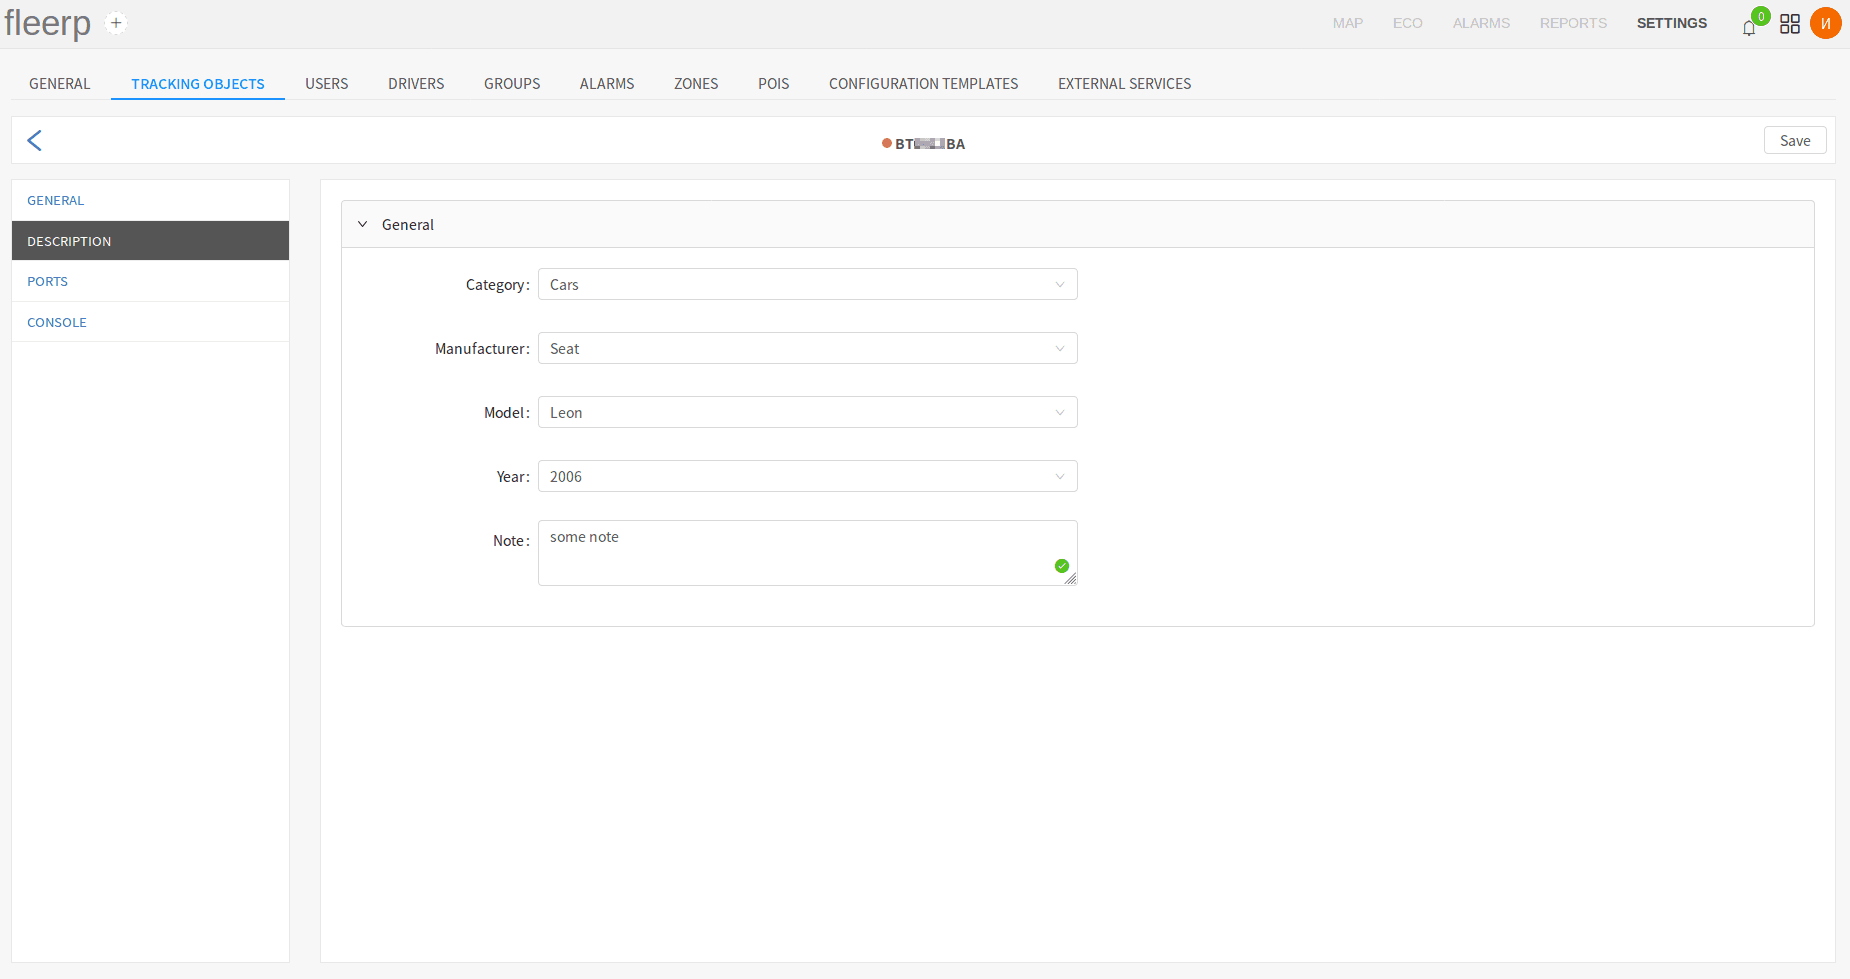 fleerp +
MAP ECO ALARMS REPORTS SETTINGS 0 И
GENERAL TRACKING OBJECTS USERS DRIVERS GROUPS ALARMS ZONES POIS CONFIGURATION TEMPLATES EXTERNAL SERVICES
BT BA
Save
GENERAL
DESCRIPTION
PORTS
CONSOLE
General
Category: Cars
Manufacturer: Seat
Model: Leon
Year: 2006
Note: some note